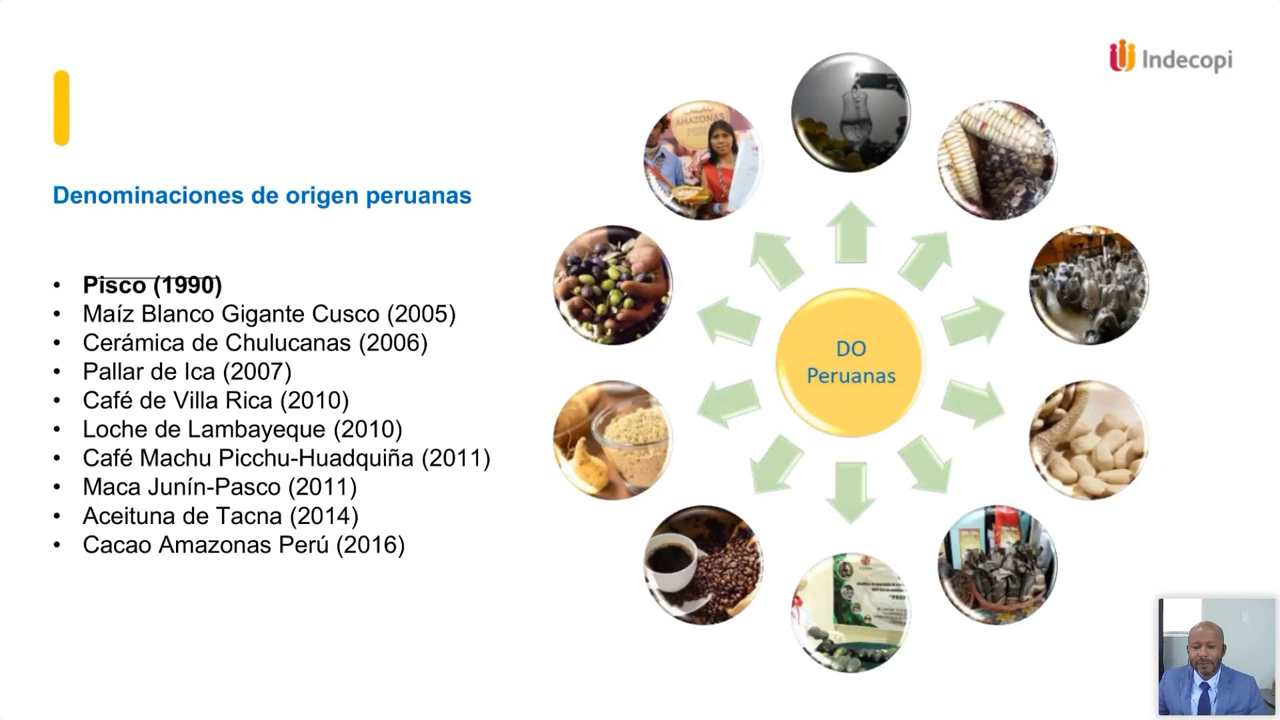 Indecopi
Denominaciones de origen peruanas
• Pisco (1990)
• Maíz Blanco Gigante Cusco (2005)
• Cerámica de Chulucanas (2006)
• Pallar de Ica (2007)
• Café de Villa Rica (2010)
• Loche de Lambayeque (2010)
• Café Machu Picchu-Huadquiña (2011)
• Maca Junín-Pasco (2011)
• Aceituna de Tacna (2014)
• Cacao Amazonas Perú (2016)
DO
Peruanas
AMAZONAS